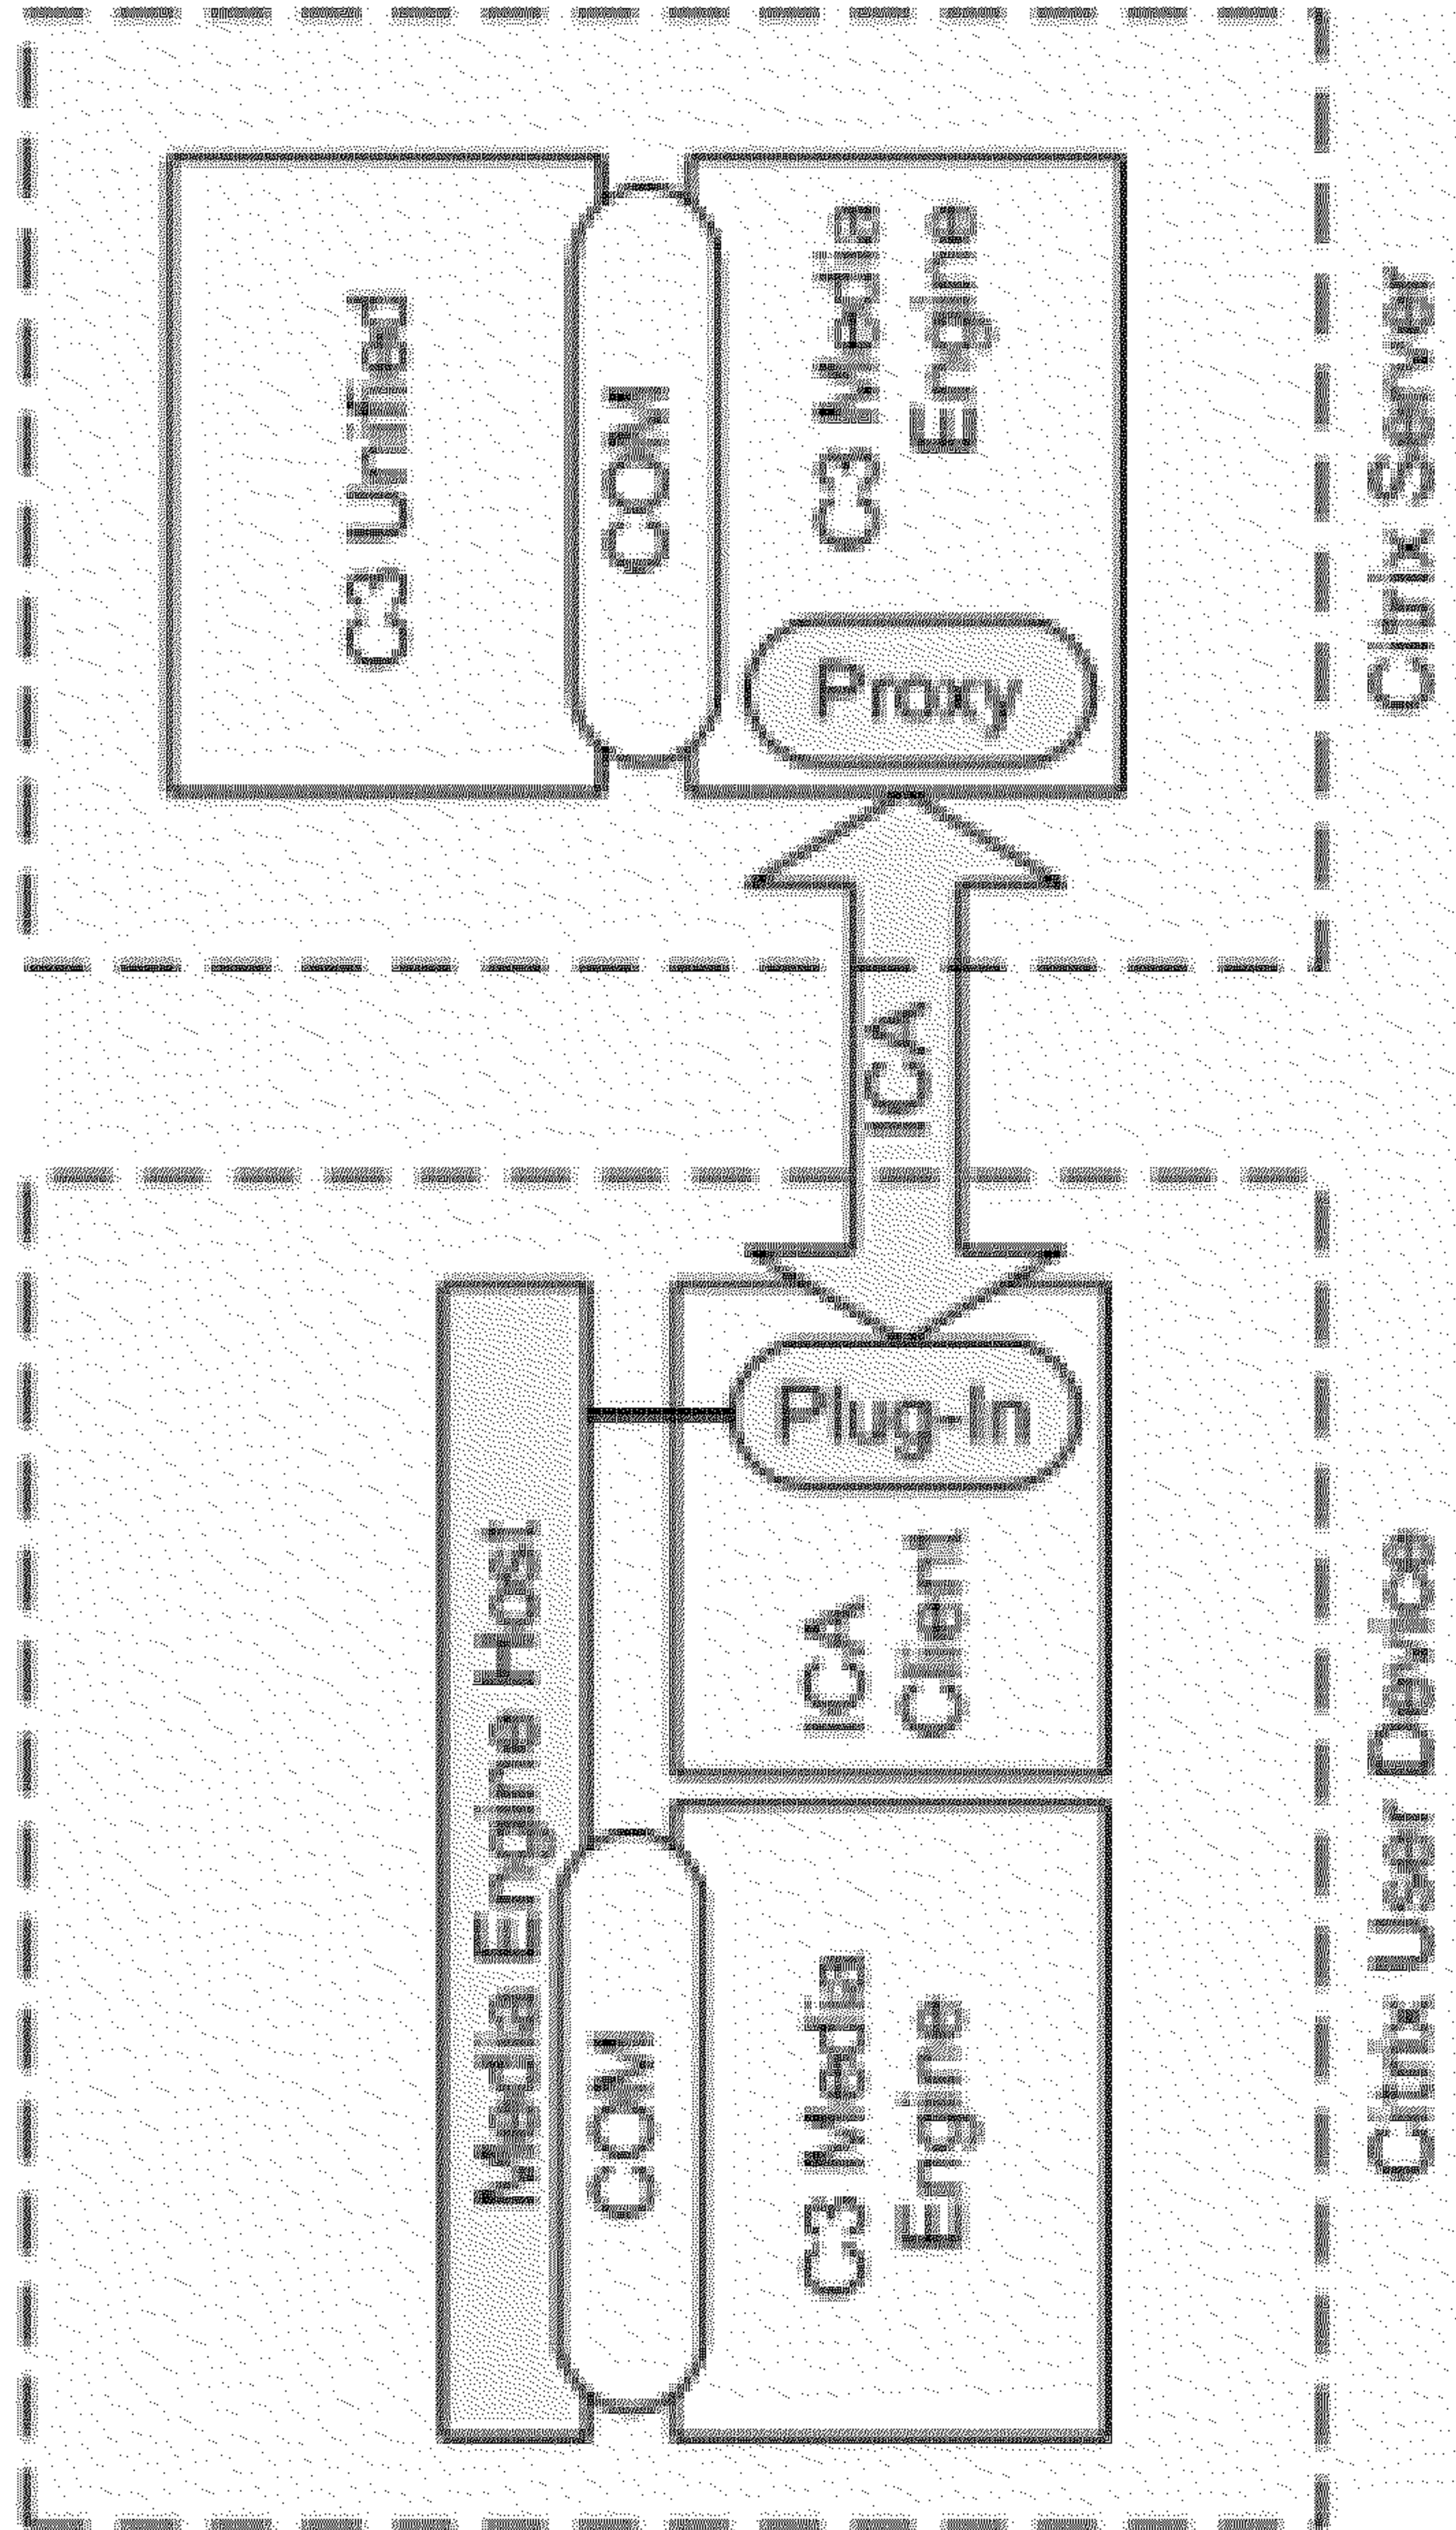 C3 Unified
COM
C3 Media
Engine
Proxy
Citrix Server
ICA
Media Engine Host
Plug-In
ICA
Client
COM
C3 Media
Engine
Citrix User Device